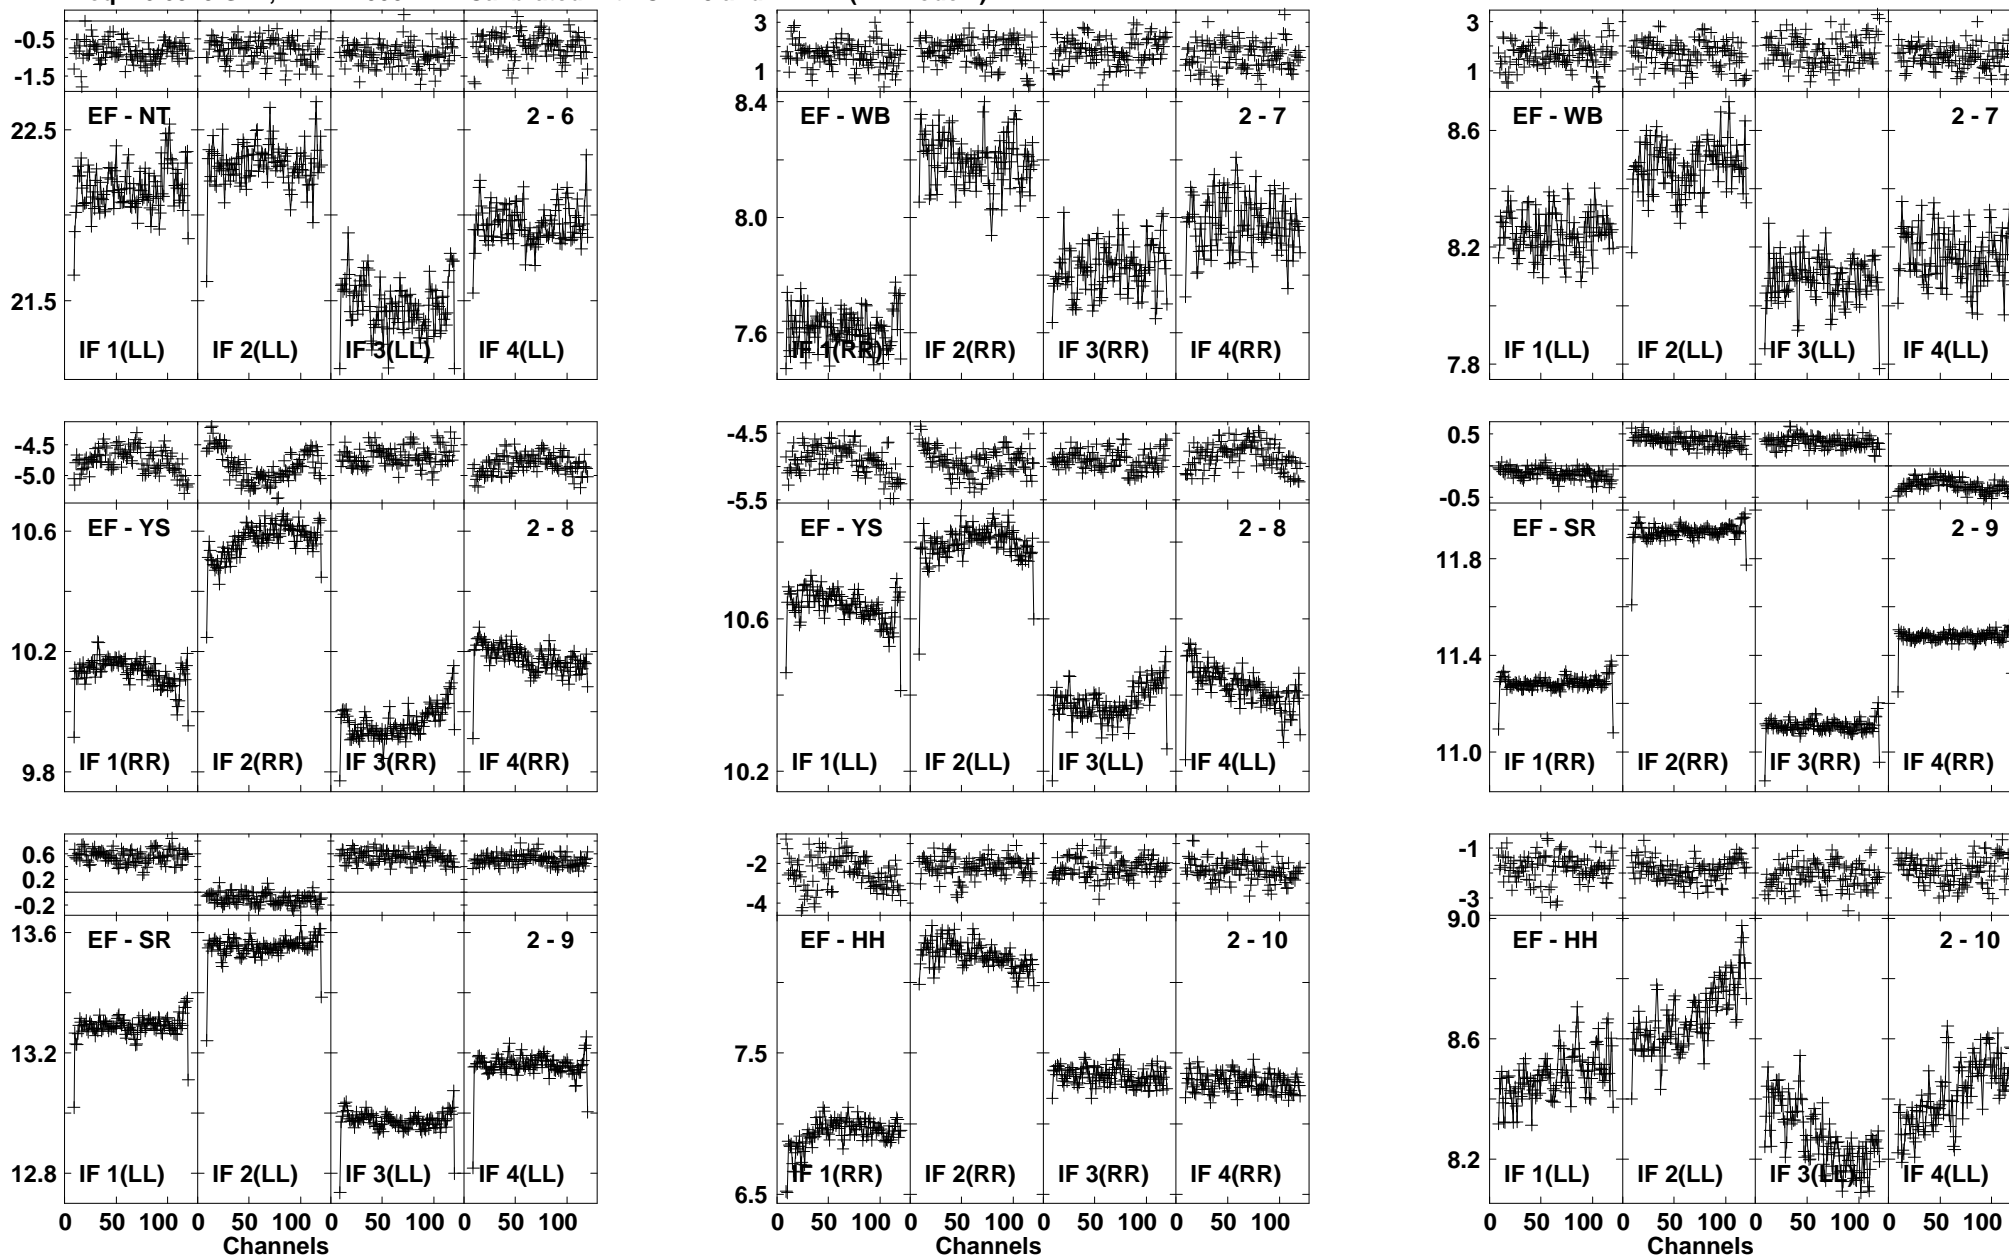 -0.5
-1.5
EF - NT 2 - 6
22.5
21.5
IF 1(LL) IF 2(LL) IF 3(LL) IF 4(LL)
3
1
EF - WB 2 - 7
8.4
8.0
7.6
IF 1(RR) IF 2(RR) IF 3(RR) IF 4(RR)
3
1
EF - WB 2 - 7
8.6
8.2
7.8
IF 1(LL) IF 2(LL) IF 3(LL) IF 4(LL)
-4.5
-5.0
EF - YS 2 - 8
10.6
10.2
9.8
IF 1(RR) IF 2(RR) IF 3(RR) IF 4(RR)
-4.5
-5.5
EF - YS 2 - 8
10.6
10.2
IF 1(LL) IF 2(LL) IF 3(LL) IF 4(LL)
0.5
-0.5
EF - SR 2 - 9
11.8
11.4
11.0
IF 1(RR) IF 2(RR) IF 3(RR) IF 4(RR)
0.6
0.2
-0.2
EF - SR 2 - 9
13.6
13.2
12.8
IF 1(LL) IF 2(LL) IF 3(LL) IF 4(LL)
0 50 100 0 50 100 0 50 100 0 50 100
Channels
-2
-4
EF - HH 2 - 10
7.5
6.5
IF 1(RR) IF 2(RR) IF 3(RR) IF 4(RR)
0 50 100 0 50 100 0 50 100 0 50 100
Channels
-1
-3
9.0
EF - HH 2 - 10
8.6
8.2
IF 1(LL) IF 2(LL) IF 3(LL) IF 4(LL)
0 50 100 0 50 100 0 50 100 0 50 100
Channels